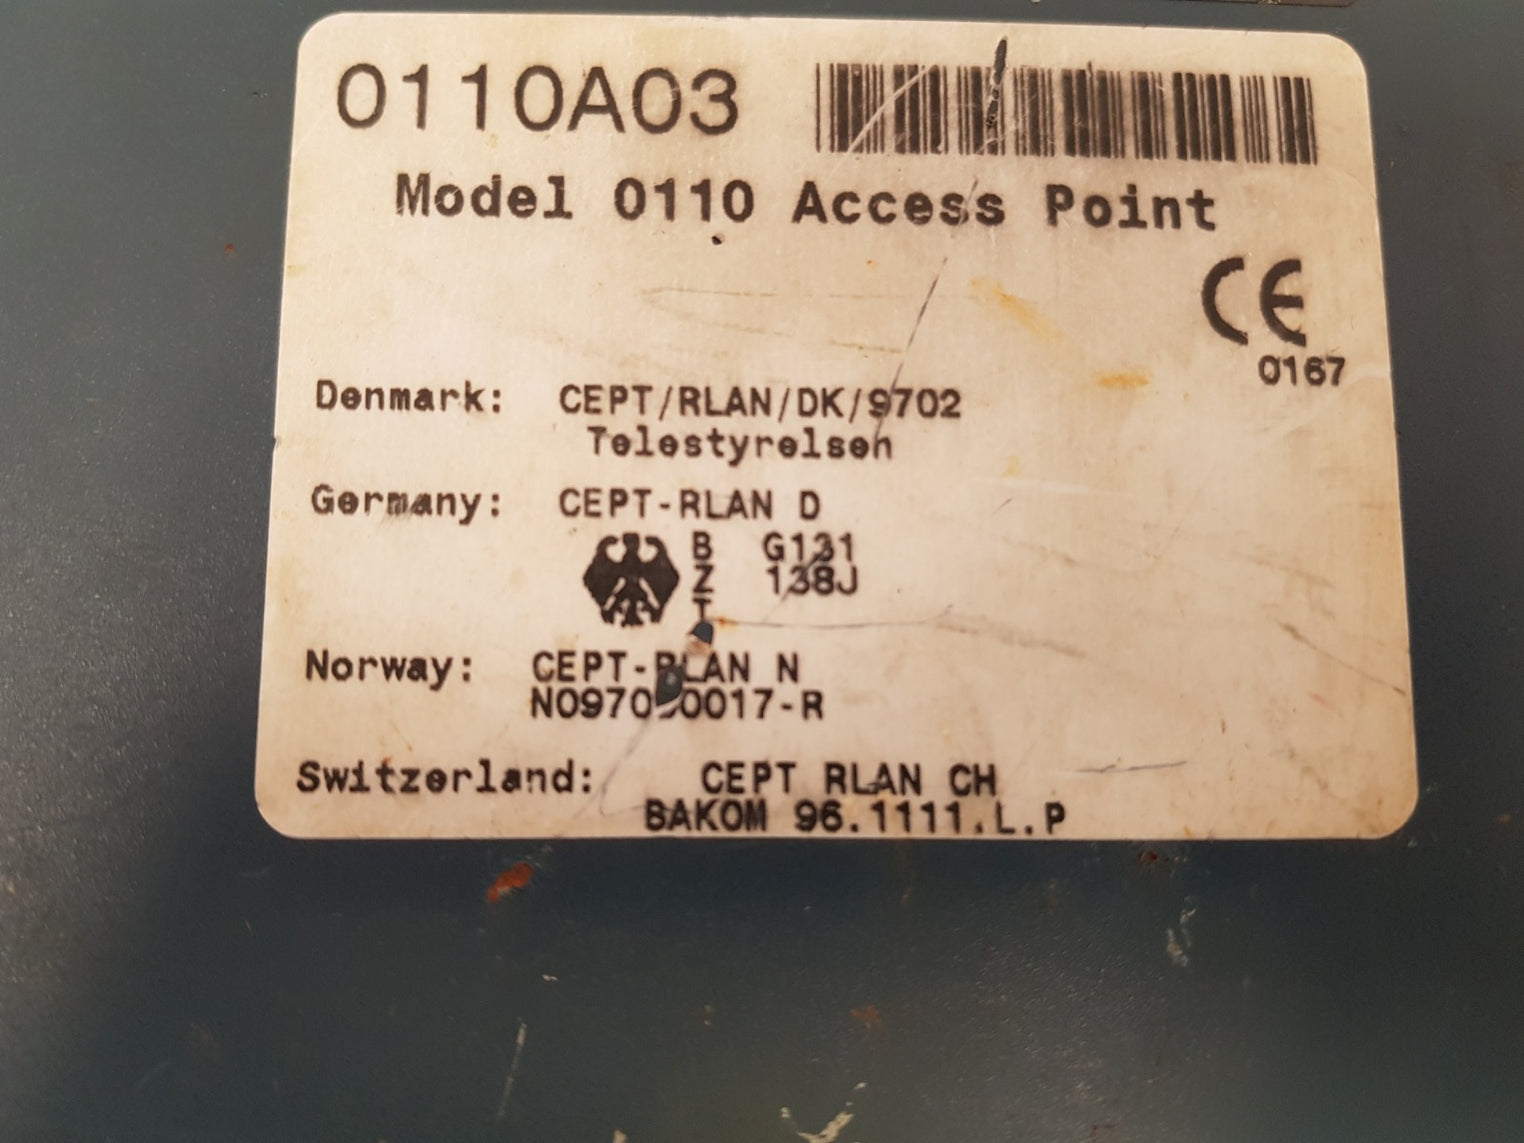 0110A03
Model 0110 Access Point
CE
0167
Denmark: CEPT/RLAN/DK/9702
Telestyrelsen
Germany: CEPT-RLAN D
B G131
Z 138J
T
Norway: CEPT-RLAN N
Switzerland: CEPT RLAN CH
BAKOM 96.1111.L.P